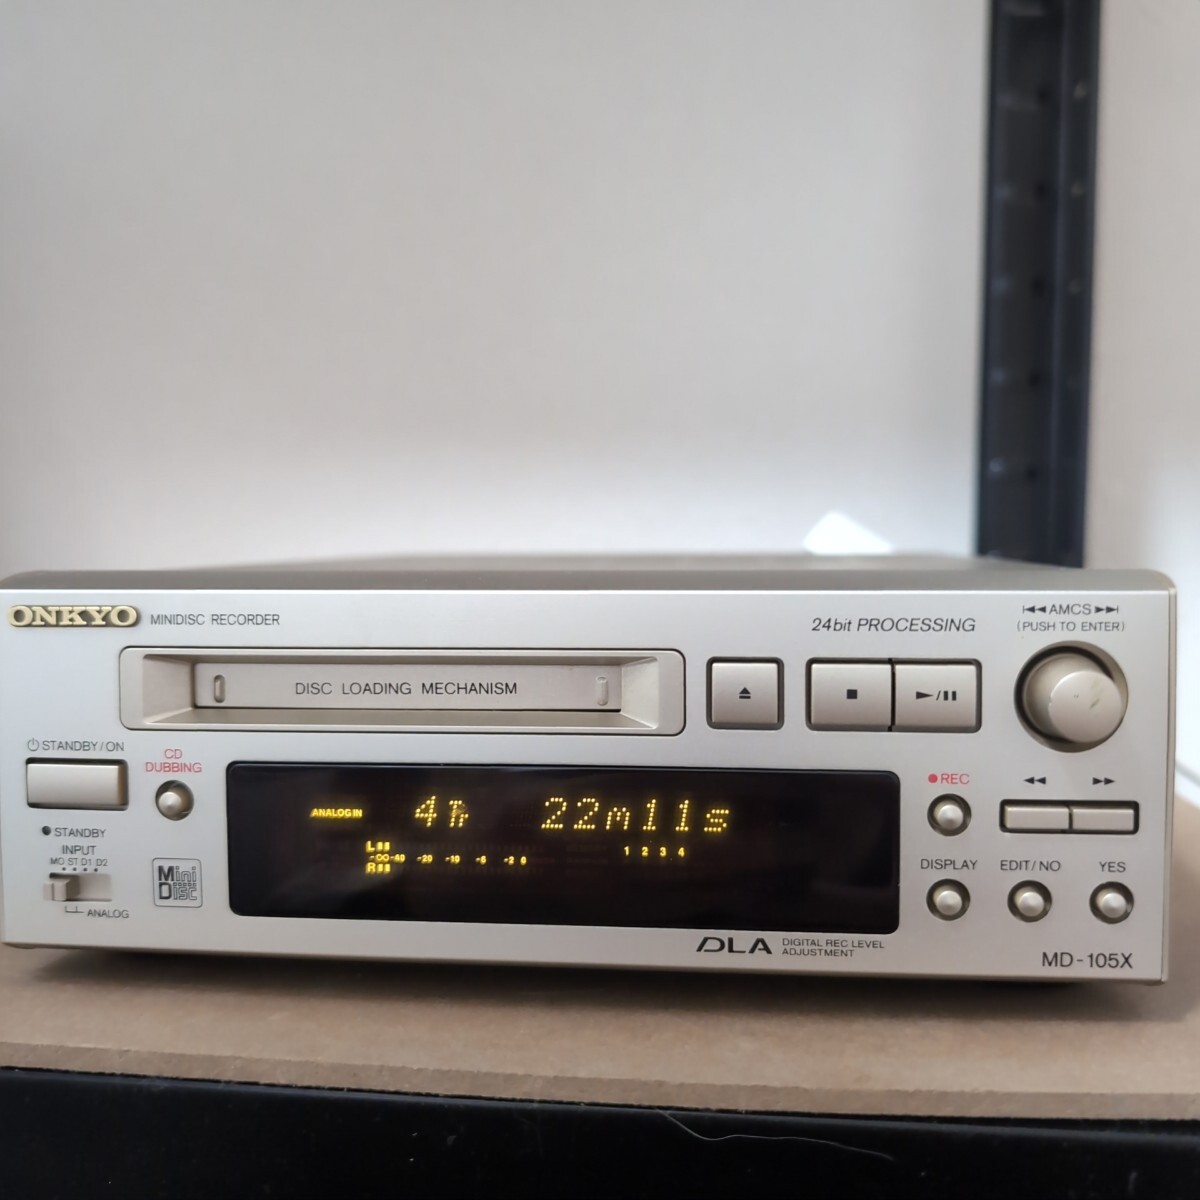 ONKYO MINIDISC RECORDER
24bit PROCESSING
AMCS
(PUSH TO ENTER)
DISC LOADING MECHANISM
STANDBY/ON
CD
DUBBING
REC
ANALOG IN 4h 22m11s
L
-∞ -40 -20 -10 -6 -2 0
R
1 2 3 4
STANDBY
INPUT
MO ST D1 D2
ANALOG
Mini
Disc
DISPLAY EDIT/NO YES
DLA DIGITAL REC LEVEL
ADJUSTMENT
MD-105X